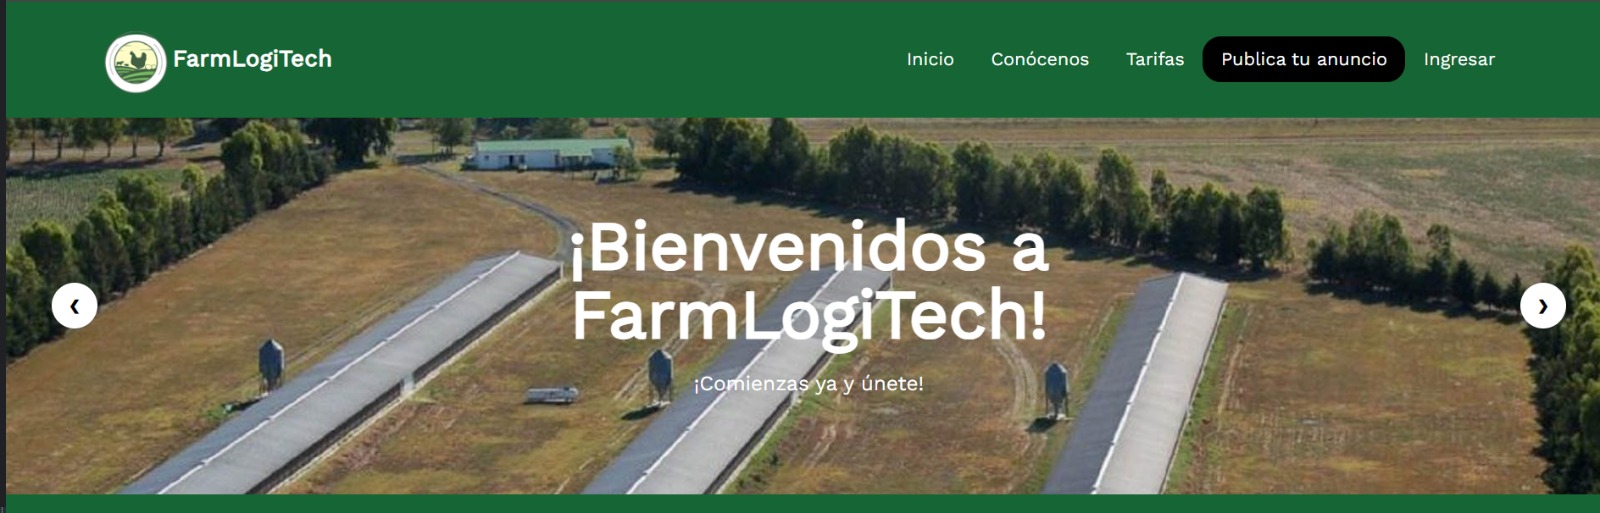 FarmLogiTech
Inicio Conócenos Tarifas Publica tu anuncio Ingresar
¡Bienvenidos a
FarmLogiTech!
¡Comienzas ya y únete!